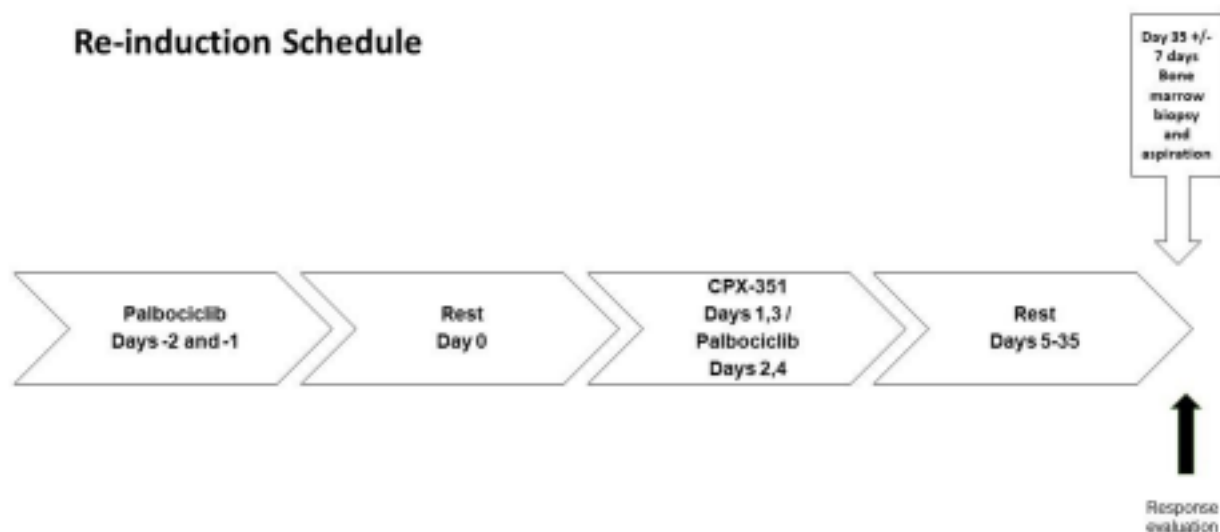 Re-induction Schedule
Day 35 +/-
7 days
Bone
marrow
biopsy
and
aspiration
Palbociclib
Days -2 and -1
Rest
Day 0
CPX-351
Days 1,3 /
Palbociclib
Days 2,4
Rest
Days 5-35
Response
evaluation